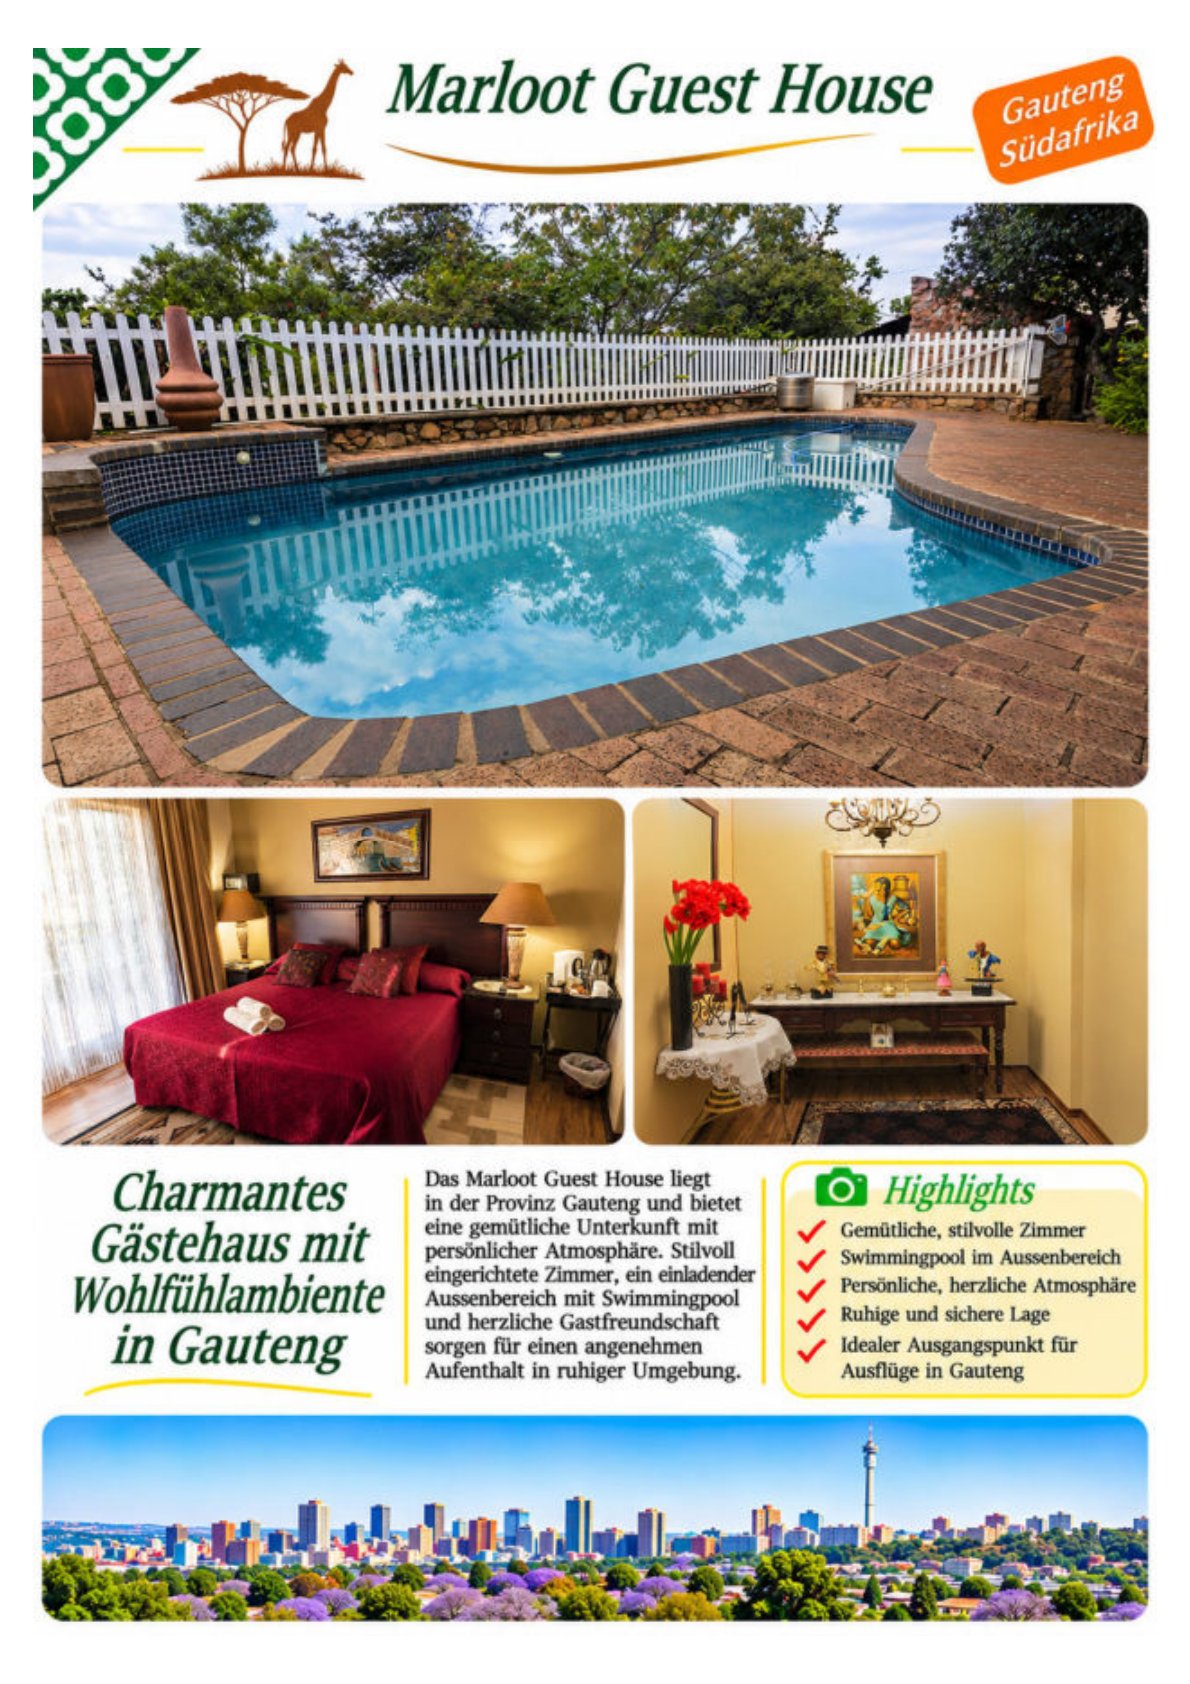 Marloot Guest House
Gauteng
Südafrika
Charmantes
Gästehaus mit
Wohlfühlambiente
in Gauteng
Das Marloot Guest House liegt
in der Provinz Gauteng und bietet
eine gemütliche Unterkunft mit
persönlicher Atmosphäre. Stilvoll
eingerichtete Zimmer, ein einladender
Aussenbereich mit Swimmingpool
und herzliche Gastfreundschaft
sorgen für einen angenehmen
Aufenthalt in ruhiger Umgebung.
Highlights
Gemütliche, stilvolle Zimmer
Swimmingpool im Aussenbereich
Persönliche, herzliche Atmosphäre
Ruhige und sichere Lage
Idealer Ausgangspunkt für
Ausflüge in Gauteng